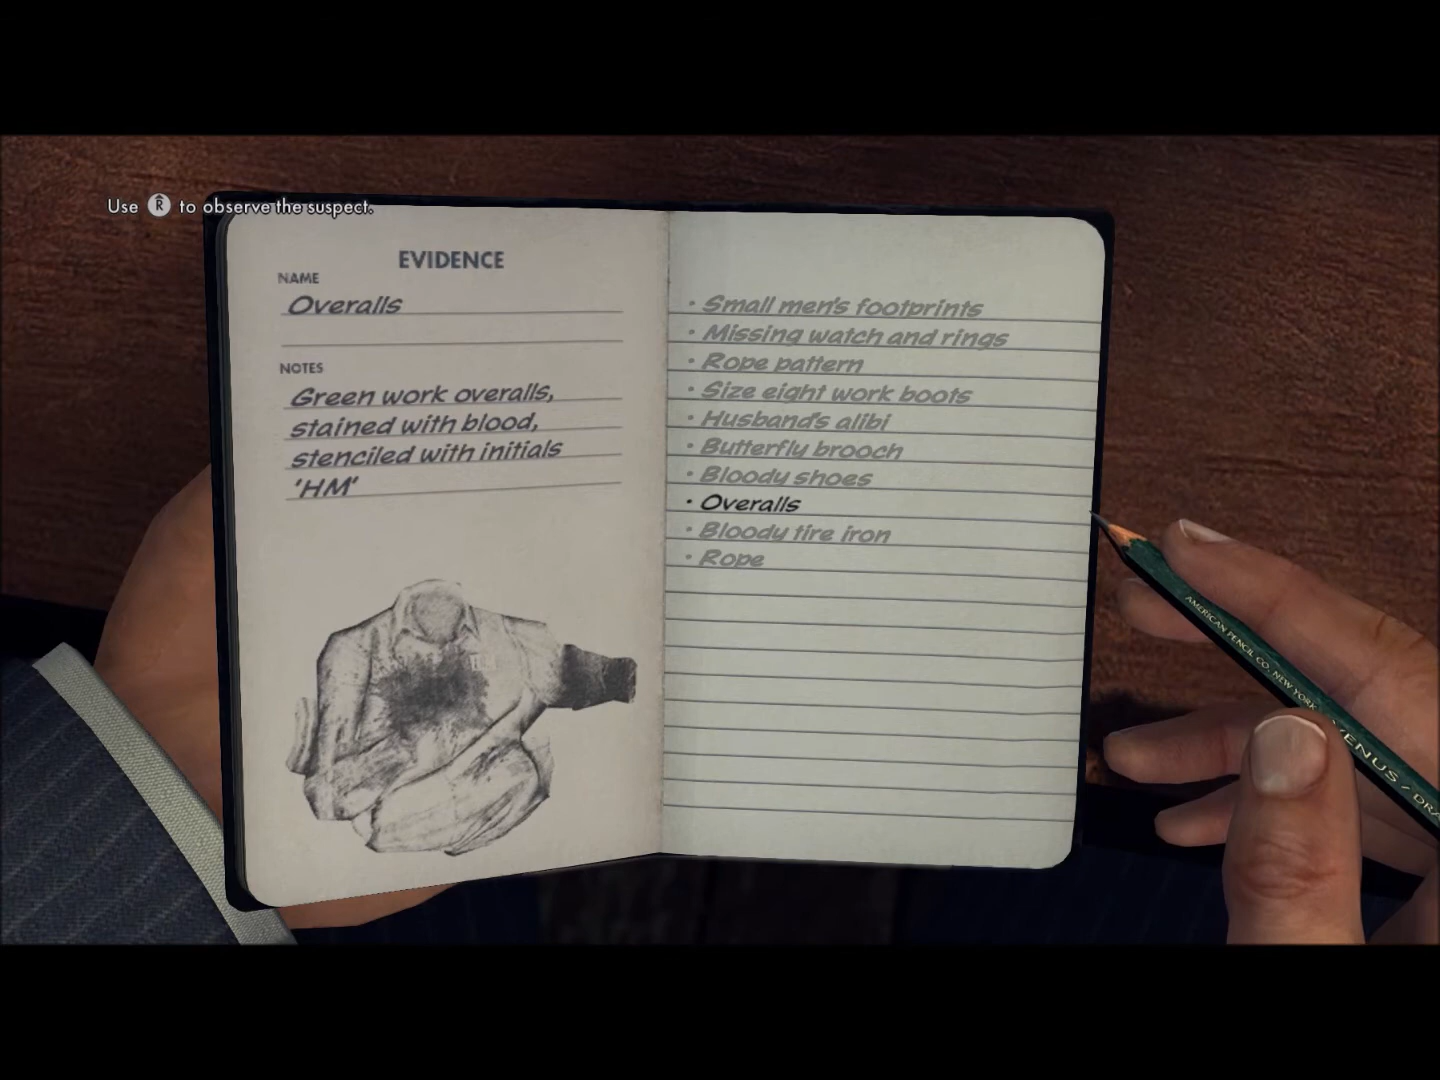 Use R to observe the suspect.
EVIDENCE
NAME
Overalls
NOTES
Green work overalls,
stained with blood,
stenciled with initials
'HM'
• Small men's footprints
• Missing watch and rings
• Rope pattern
• Size eight work boots
• Husband's alibi
• Butterfly brooch
• Bloody shoes
• Overalls
• Bloody tire iron
• Rope
AMERICAN PENCIL CO. NEW YORK
VENUS / DRA